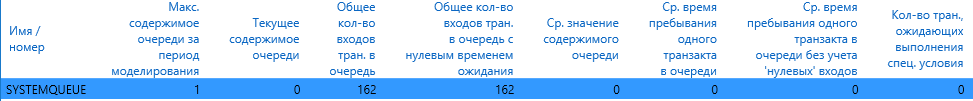 Имя /
номер
Макс.
содержимое
очереди за
период
моделирования
Текущее
содержимое
очереди
Общее
кол-во
входов
тран. в
очередь
Общее кол-во
входов тран.
в очередь с
нулевым временем
ожидания
Ср. значение
содержимого
очереди
Ср. время
пребывания
одного
транзакта
в очереди
Ср. время
пребывания одного
транзакта в
очереди без учета
'нулевых' входов
Кол-во тран.,
ожидающих
выполнения
спец. условия
SYSTEMQUEUE 1 0 162 162 0 0 0 0